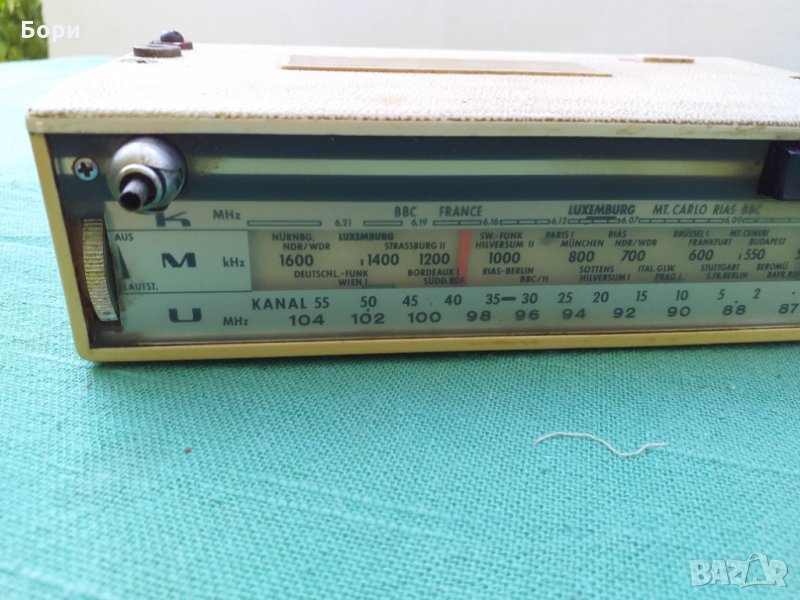 Бори
K MHz 6,21 BBC 6,19 FRANCE 6,16 6,12 LUXEMBURG 6,07 MT. CARLO RIAS BBC 6,00
AUS
M kHz
LAUTST.
NÜRNBG. LUXEMBURG SW.-FUNK PARIS I RIAS BRÜSSEL I MT. CENERI
NDR/WDR STRASSBURG II HILVERSUM II MÜNCHEN NDR/WDR FRANKFURT BUDAPEST
1600 1400 1200 1000 800 700 600 550
DEUTSCHL.-FUNK BORDEAUX I RIAS-BERLIN SOTTENS ITAL.GLW. STUTTGART BEROMÜ.
WIEN I SÜDD.RDF. BBC/H HILVERSUM I PRAG I. S.FR.BERLIN BAYR.RDF
U KANAL 55 50 45 40 35 30 25 20 15 10 5 2
MHz 104 102 100 98 96 94 92 90 88 87
BAZAR